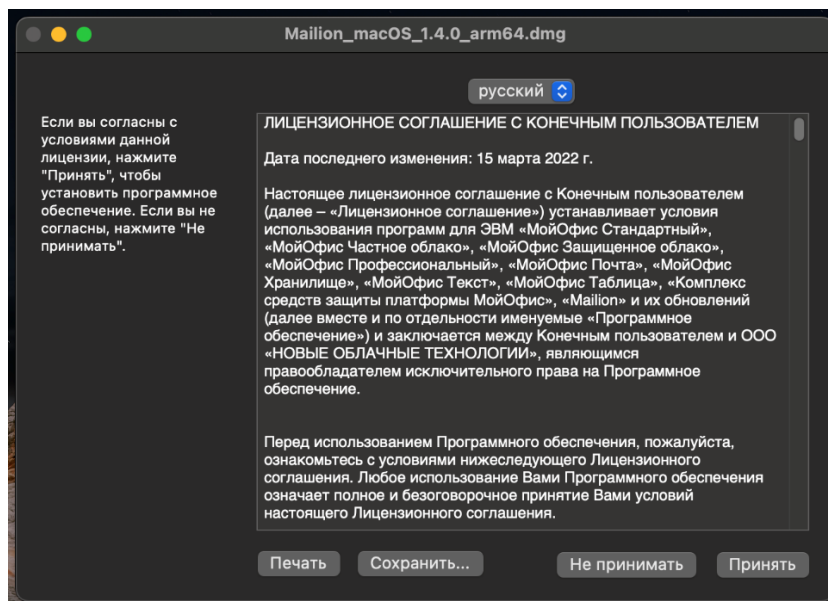 Mailion_macOS_1.4.0_arm64.dmg
русский
Если вы согласны с
условиями данной
лицензии, нажмите
"Принять", чтобы
установить программное
обеспечение. Если вы не
согласны, нажмите "Не
принимать".
ЛИЦЕНЗИОННОЕ СОГЛАШЕНИЕ С КОНЕЧНЫМ ПОЛЬЗОВАТЕЛЕМ
Дата последнего изменения: 15 марта 2022 г.
Настоящее лицензионное соглашение с Конечным пользователем
(далее – «Лицензионное соглашение») устанавливает условия
использования программ для ЭВМ «МойОфис Стандартный»,
«МойОфис Частное облако», «МойОфис Защищенное облако»,
«МойОфис Профессиональный», «МойОфис Почта», «МойОфис
Хранилище», «МойОфис Текст», «МойОфис Таблица», «Комплекс
средств защиты платформы МойОфис», «Mailion» и их обновлений
(далее вместе и по отдельности именуемые «Программное
обеспечение») и заключается между Конечным пользователем и ООО
«НОВЫЕ ОБЛАЧНЫЕ ТЕХНОЛОГИИ», являющимся
правообладателем исключительного права на Программное
обеспечение.
Перед использованием Программного обеспечения, пожалуйста,
ознакомьтесь с условиями нижеследующего Лицензионного
соглашения. Любое использование Вами Программного обеспечения
означает полное и безоговорочное принятие Вами условий
настоящего Лицензионного соглашения.
Печать
Сохранить...
Не принимать
Принять